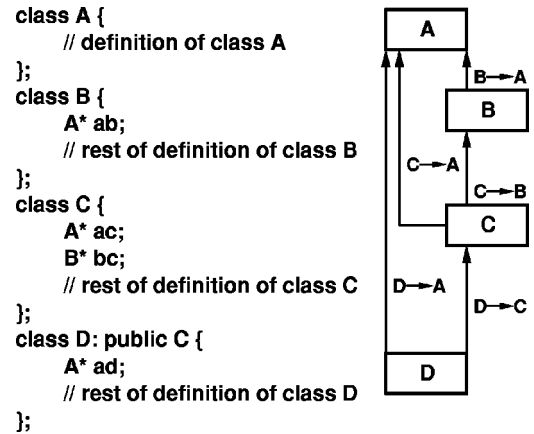 class A {
// definition of class A
};
class B {
A* ab;
// rest of definition of class B
};
class C {
A* ac;
B* bc;
// rest of definition of class C
};
class D: public C {
A* ad;
// rest of definition of class D
};
A
B→A
B
C→A
C→B
C
D→A
D→C
D